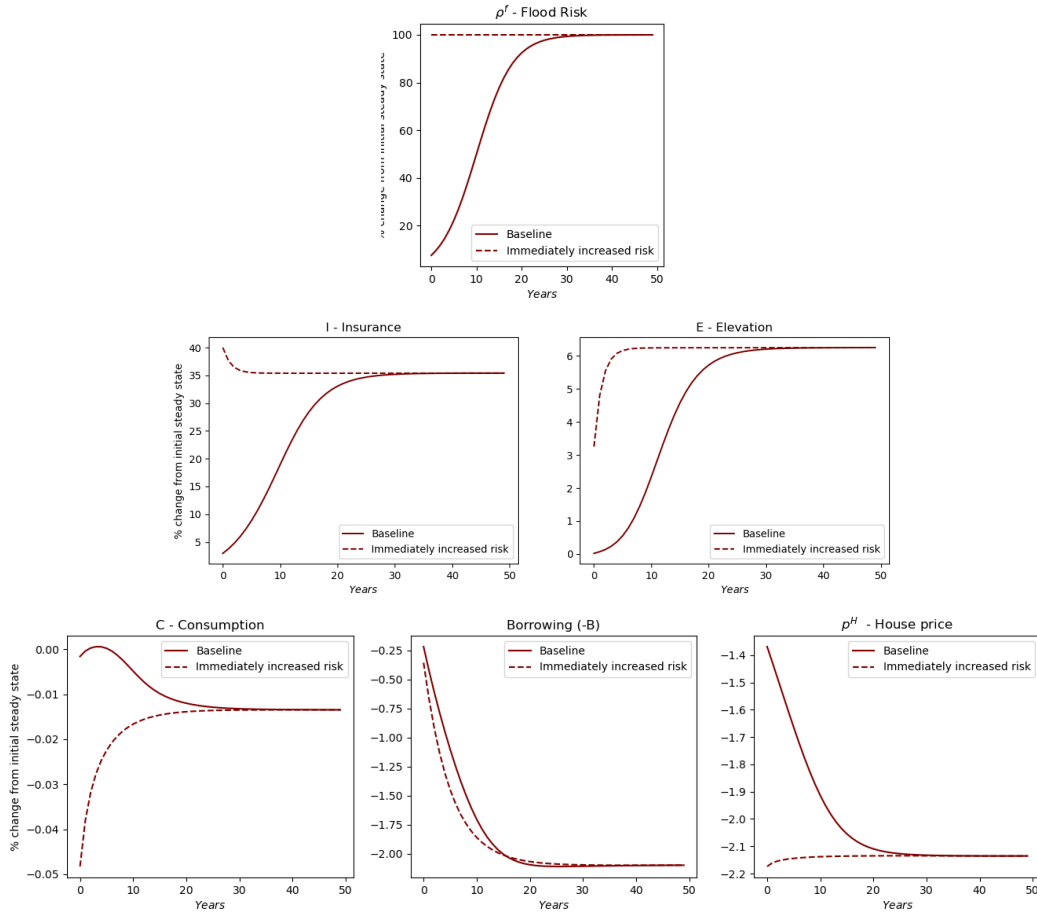 ρ^f - Flood Risk
% change from initial steady state
100
80
60
40
20
Baseline
Immediately increased risk
0 10 20 30 40 50
Years
I - Insurance
% change from initial steady state
40
35
30
25
20
15
10
5
Baseline
Immediately increased risk
0 10 20 30 40 50
Years
E - Elevation
6
5
4
3
2
1
0
Baseline
Immediately increased risk
0 10 20 30 40 50
Years
C - Consumption
% change from initial steady state
0.00
−0.01
−0.02
−0.03
−0.04
−0.05
Baseline
Immediately increased risk
0 10 20 30 40 50
Years
Borrowing (-B)
−0.25
−0.50
−0.75
−1.00
−1.25
−1.50
−1.75
−2.00
Baseline
Immediately increased risk
0 10 20 30 40 50
Years
p^H - House price
−1.4
−1.5
−1.6
−1.7
−1.8
−1.9
−2.0
−2.1
−2.2
Baseline
Immediately increased risk
0 10 20 30 40 50
Years